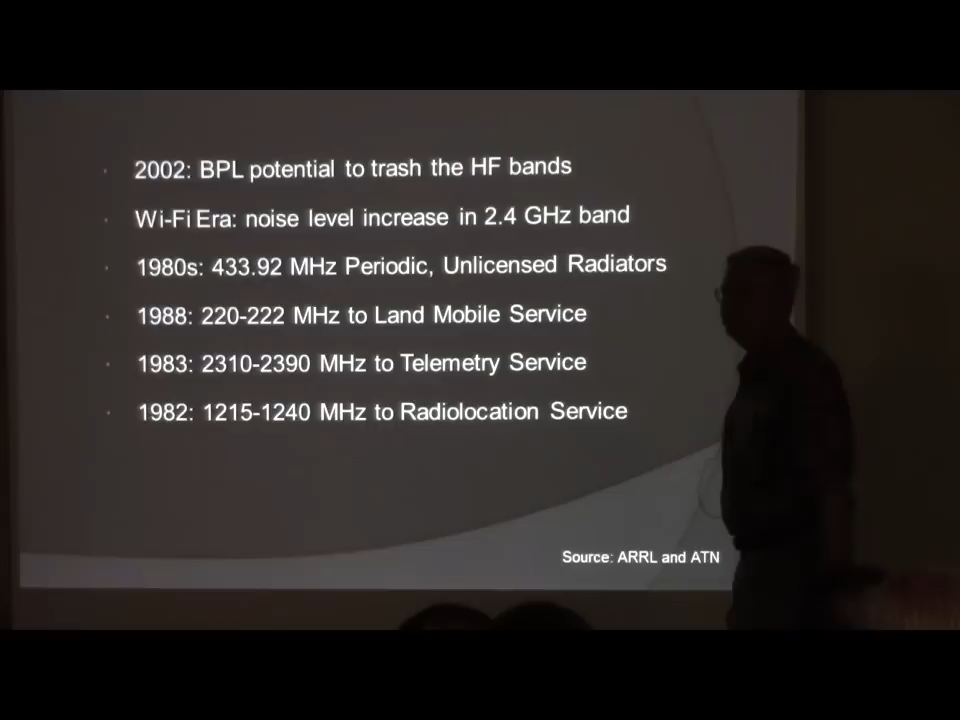 2002: BPL potential to trash the HF bands
Wi-Fi Era: noise level increase in 2.4 GHz band
1980s: 433.92 MHz Periodic, Unlicensed Radiators
1988: 220-222 MHz to Land Mobile Service
1983: 2310-2390 MHz to Telemetry Service
1982: 1215-1240 MHz to Radiolocation Service
Source: ARRL and ATN